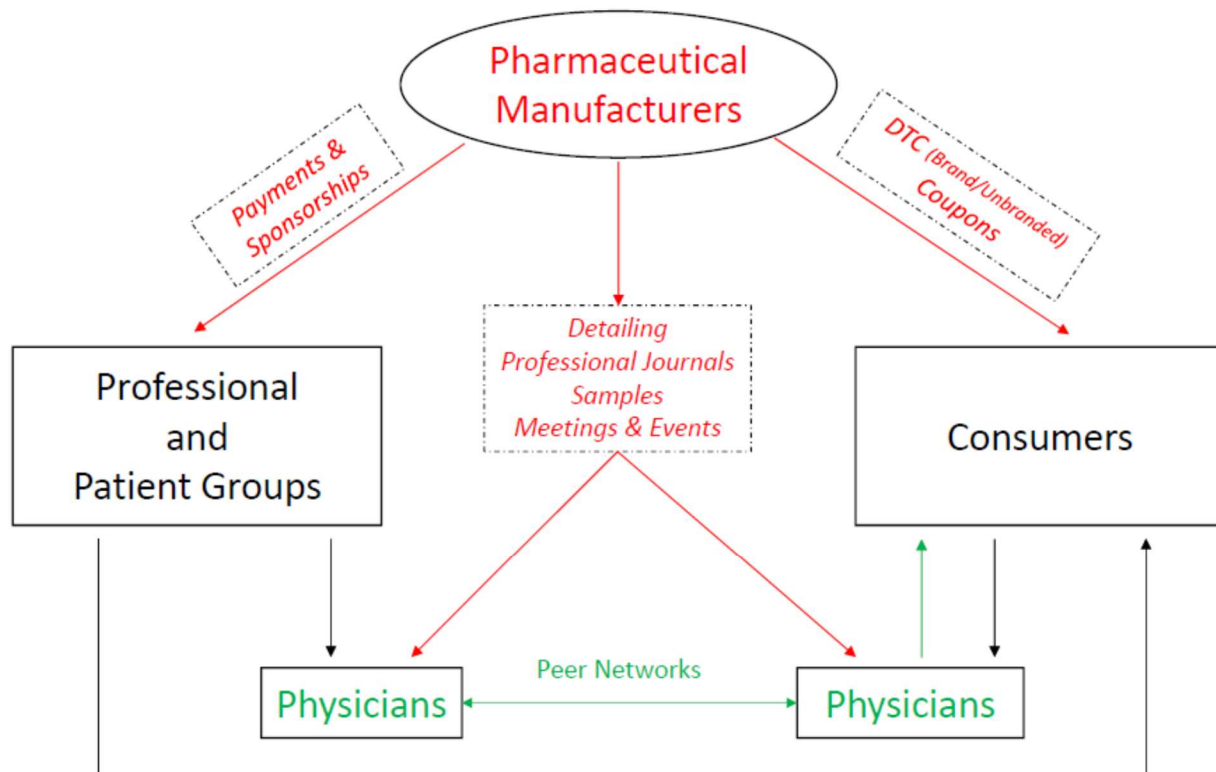 Pharmaceutical
Manufacturers
Payments &
Sponsorships
DTC (Brand/Unbranded)
Coupons
Detailing
Professional Journals
Samples
Meetings & Events
Professional
and
Patient Groups
Consumers
Peer Networks
Physicians
Physicians